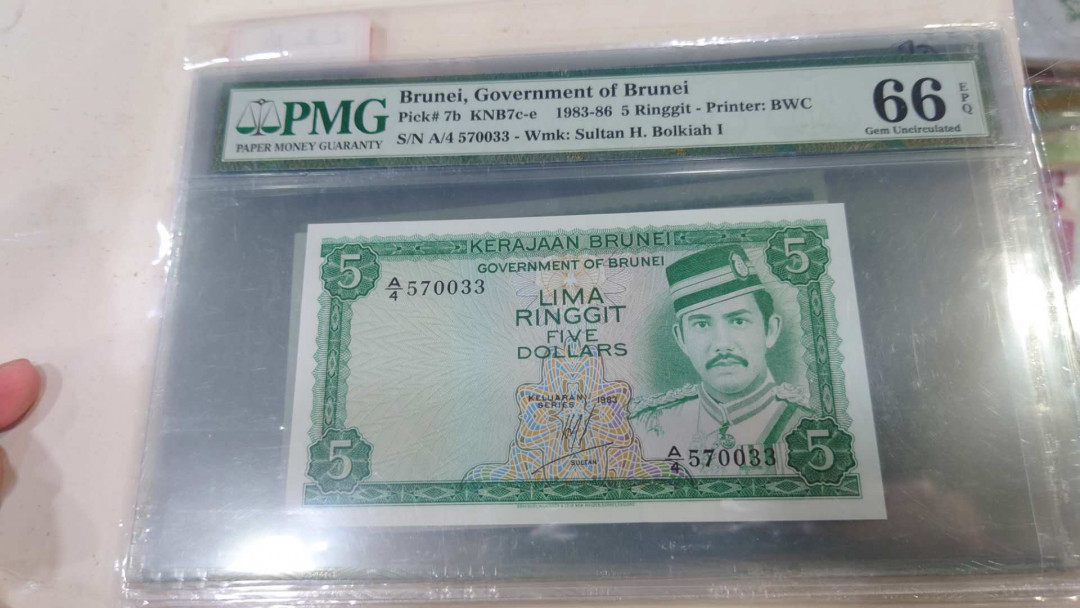 PMG
PAPER MONEY GUARANTY
Brunei, Government of Brunei
Pick# 7b KNB7c-e 1983-86 5 Ringgit - Printer: BWC
S/N A/4 570033 - Wmk: Sultan H. Bolkiah I
66
EPQ
Gem Uncirculated
5
KERAJAAN BRUNEI
5
GOVERNMENT OF BRUNEI
A/4 570033
LIMA
RINGGIT
FIVE
DOLLARS
KELUARAN
SERIES 1983
SULTAN
5
A/4 570033
5